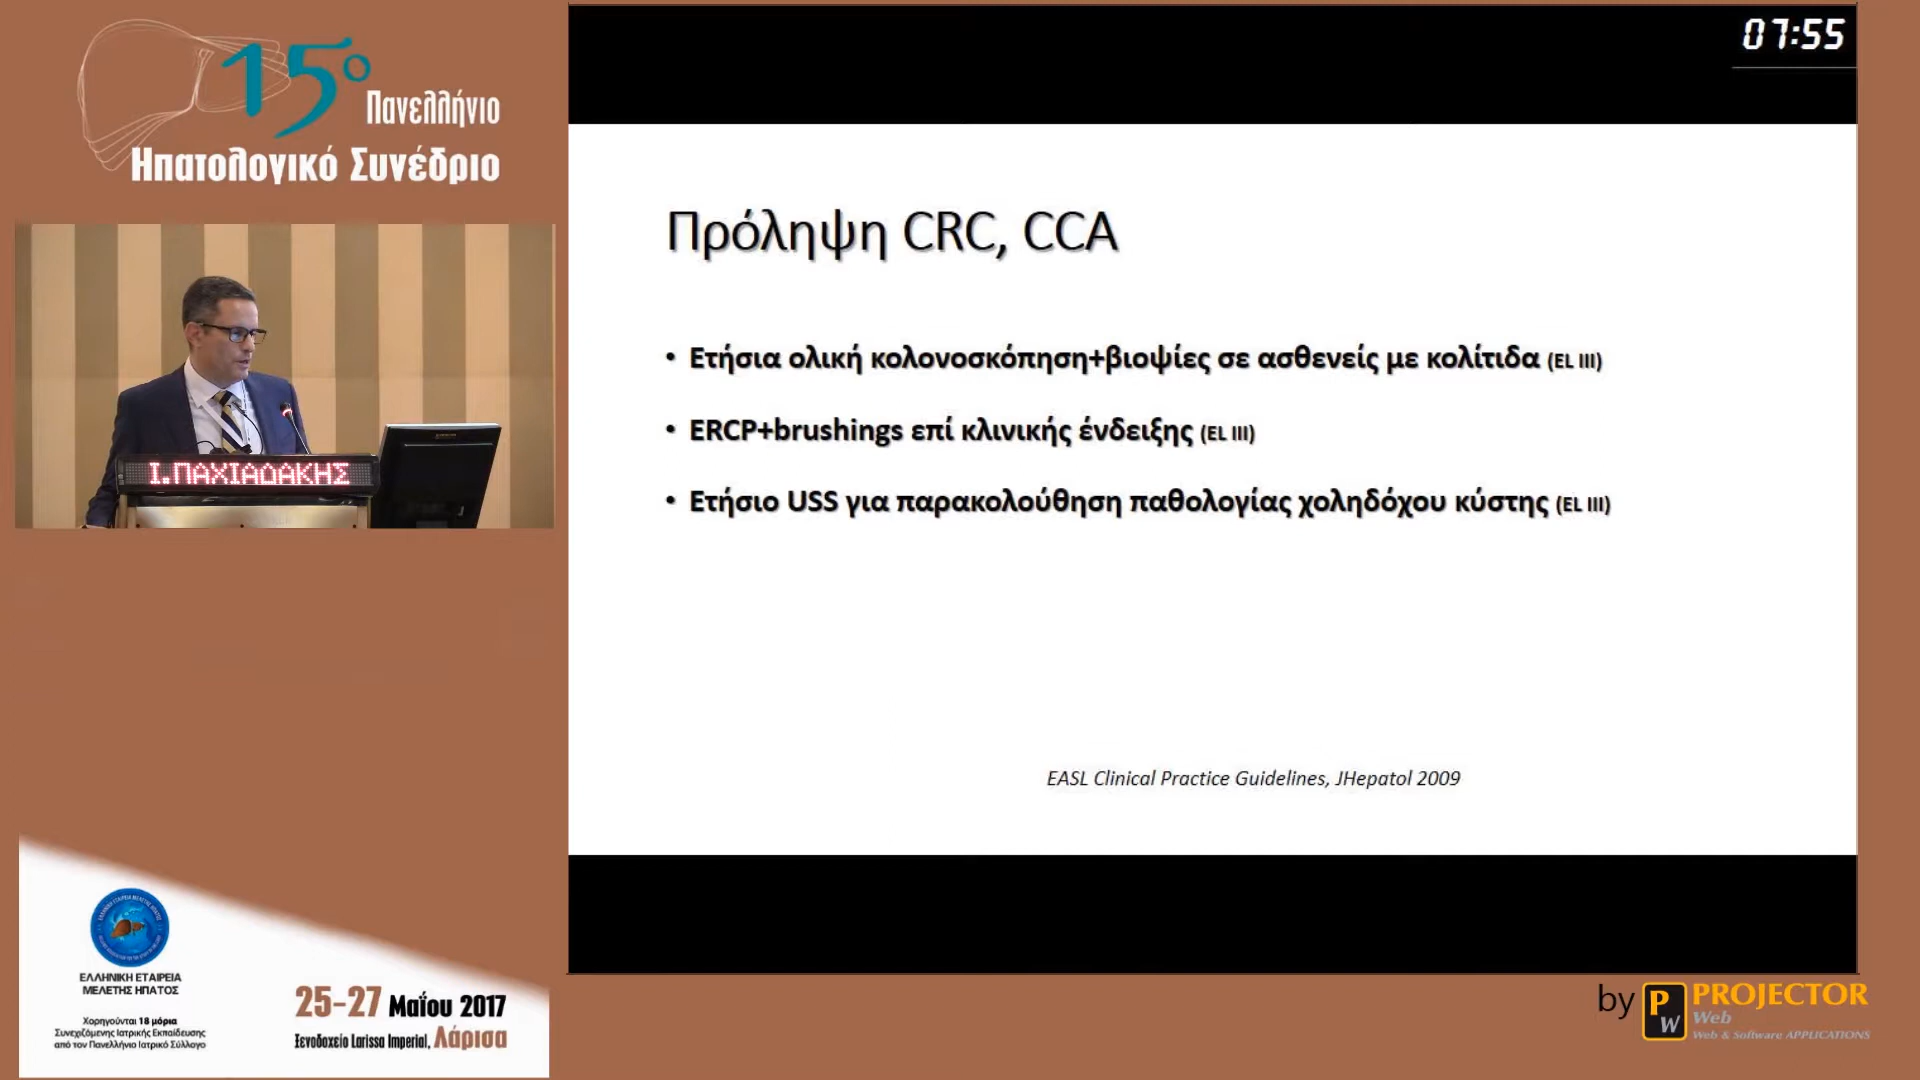 15ο
Πανελλήνιο
Ηπατολογικό Συνέδριο
Ι.ΠΑΧΙΑΔΑΚΗΣ
07:55
Πρόληψη CRC, CCA
• Ετήσια ολική κολονοσκόπηση+βιοψίες σε ασθενείς με κολίτιδα (EL III)
• ERCP+brushings επί κλινικής ένδειξης (EL III)
• Ετήσιο USS για παρακολούθηση παθολογίας χοληδόχου κύστης (EL III)
EASL Clinical Practice Guidelines, JHepatol 2009
ΕΛΛΗΝΙΚΗ ΕΤΑΙΡΕΙΑ
ΜΕΛΕΤΗΣ ΗΠΑΤΟΣ
Χορηγούνται 18 μόρια
Συνεχιζόμενης Ιατρικής Εκπαίδευσης
από τον Πανελλήνιο Ιατρικό Σύλλογο
25-27 Μαΐου 2017
Ξενοδοχείο Larissa Imperial, Λάρισα
by PW PROJECTOR
Web
Web & Software APPLICATIONS